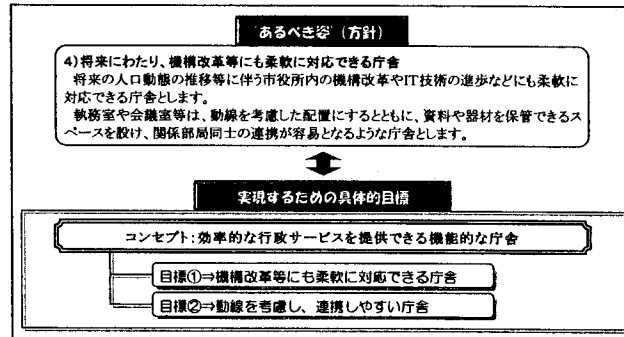 あるべき姿（方針）
4)将来にわたり、機構改革等にも柔軟に対応できる庁舎
将来の人口動態の推移等に伴う市役所内の機構改革やIT技術の進歩などにも柔軟に
対応できる庁舎とします。
執務室や会議室等は、動線を考慮した配置にするとともに、資料や器材を保管できるス
ペースを設け、関係部局同士の連携が容易となるような庁舎とします。
実現するための具体的目標
コンセプト:効率的な行政サービスを提供できる機能的な庁舎
目標①⇒機構改革等にも柔軟に対応できる庁舎
目標②⇒動線を考慮し、連携しやすい庁舎